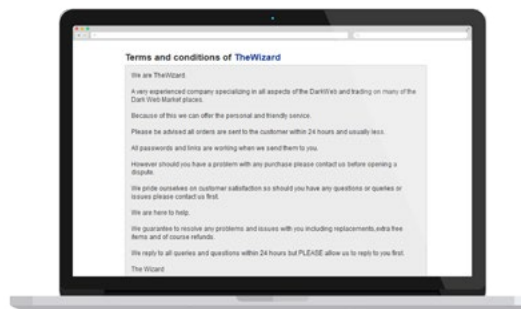 Terms and conditions of TheWizard
We are TheWizard.
A very experienced company specializing in all aspects of the DarkWeb and trading on many of the
Dark Web Market places.
Because of this we can offer the personal and friendly service.
Please be advised all orders are sent to the customer within 24 hours and usually less.
All passwords and links are working when we send them to you.
However should you have a problem with any purchase please contact us before opening a
dispute.
We pride ourselves on customer satisfaction so should you have any questions or queries or
issues please contact us first.
We are here to help.
We guarantee to resolve any problems and issues with you including replacements,extra free
items and of course refunds.
We reply to all queries and questions within 24 hours but PLEASE allow us to reply to you first.
The Wizard